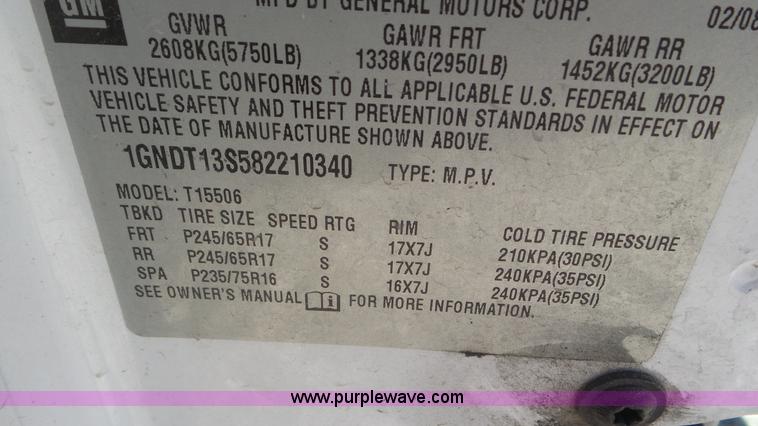 GM
MFD BY GENERAL MOTORS CORP.
02/08
GVWR GAWR FRT GAWR RR
2608KG(5750LB) 1338KG(2950LB) 1452KG(3200LB)
THIS VEHICLE CONFORMS TO ALL APPLICABLE U.S. FEDERAL MOTOR
VEHICLE SAFETY AND THEFT PREVENTION STANDARDS IN EFFECT ON
THE DATE OF MANUFACTURE SHOWN ABOVE.
1GNDT13S582210340 TYPE: M.P.V.
MODEL: T15506
TBKD TIRE SIZE SPEED RTG RIM COLD TIRE PRESSURE
FRT P245/65R17 S 17X7J 210KPA(30PSI)
RR P245/65R17 S 17X7J 240KPA(35PSI)
SPA P235/75R16 S 16X7J 240KPA(35PSI)
SEE OWNER'S MANUAL i FOR MORE INFORMATION.
www.purplewave.com